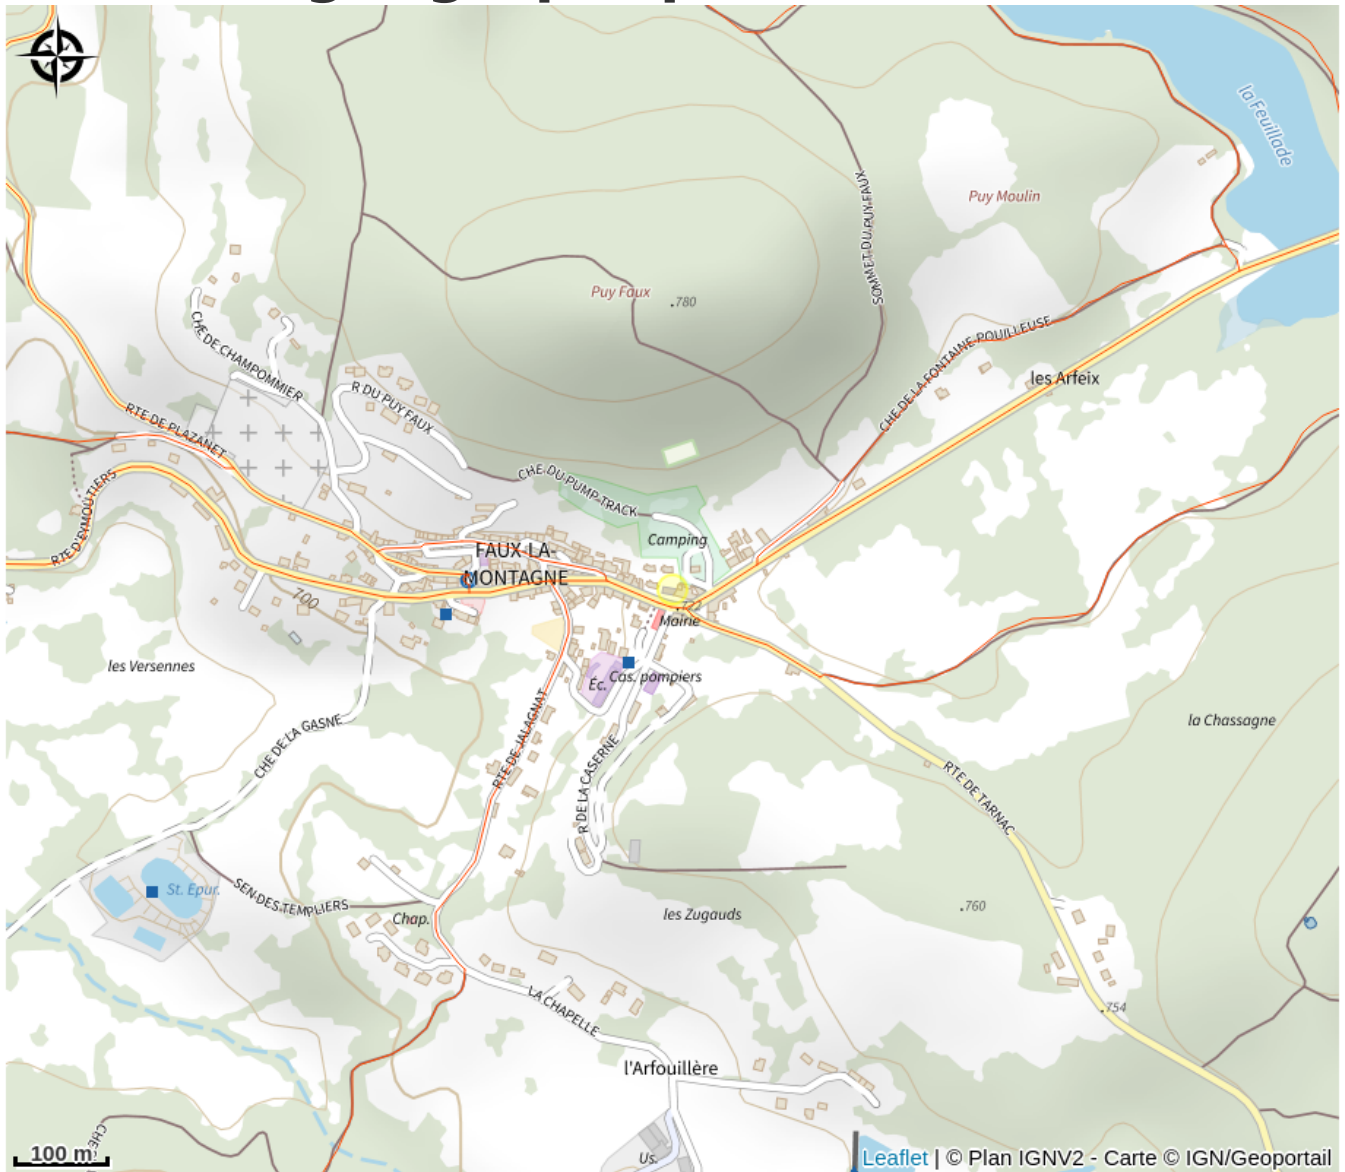 la Feuillade
Puy Moulin
SOMMET DU PUY FAUX
Puy Faux
780
CHE DE LA FONTAINE POUILLEUSE
les Arfeix
CHE DE CHAMPOMMIER
R DU PUY FAUX
RTE DE PLAZANET
RTE D'EYMOUTIERS
CHE DU PUMP TRACK
Camping
FAUX-LA-
MONTAGNE
700
722
Mairie
les Versennes
Éc.
Cas. pompiers
CHE DE LA GASNE
RTE DE JALAGNAT
R DE LA CASERNE
la Chassagne
RTE DE TARNAC
St. Epur.
SEN DES TEMPLIERS
Chap.
les Zugauds
760
754
LA CHAPELLE
l'Arfouillère
Us.
CHE
100 m
Leaflet | © Plan IGNV2 - Carte © IGN/Geoportail